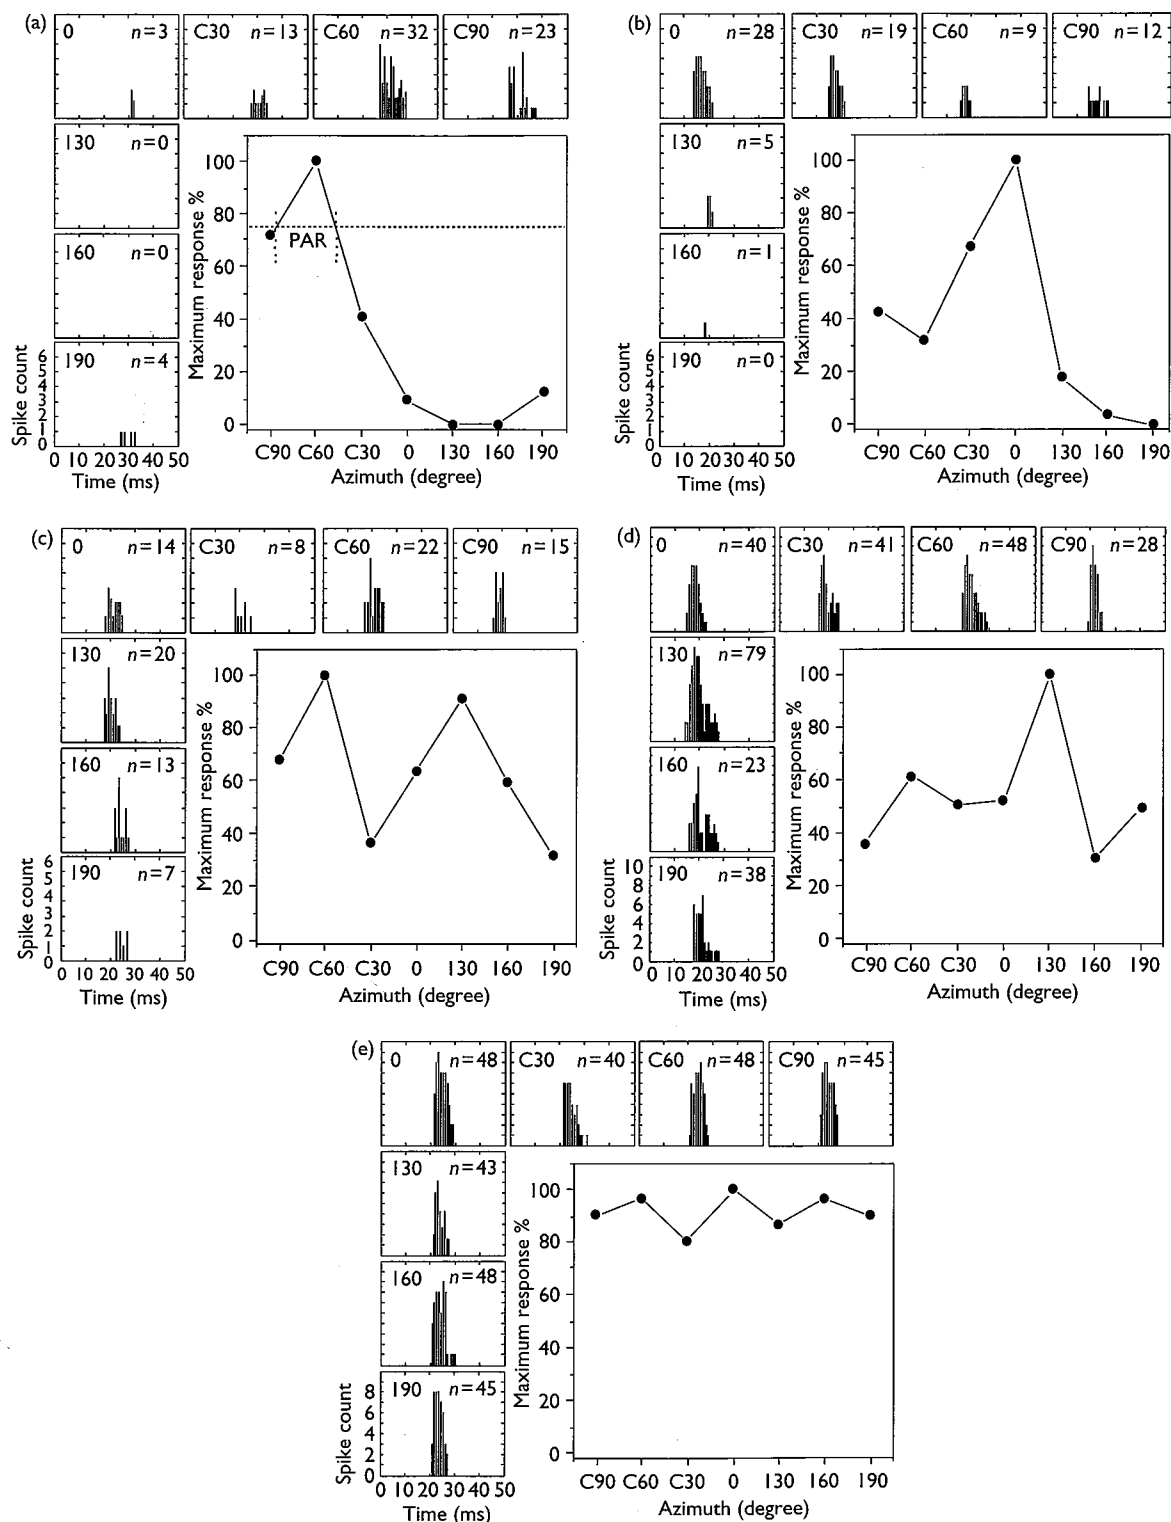 (a)
0 n=3
C30 n=13
C60 n=32
C90 n=23
130 n=0
160 n=0
190 n=4
Spike count
6
5
4
3
2
1
0
0 10 20 30 40 50
Time (ms)
Maximum response %
100
80
60
40
20
0
PAR
C90 C60 C30 0 130 160 190
Azimuth (degree)
(b)
0 n=28
C30 n=19
C60 n=9
C90 n=12
130 n=5
160 n=1
190 n=0
Spike count
6
5
4
3
2
1
0
0 10 20 30 40 50
Time (ms)
Maximum response %
100
80
60
40
20
0
C90 C60 C30 0 130 160 190
Azimuth (degree)
(c)
0 n=14
C30 n=8
C60 n=22
C90 n=15
130 n=20
160 n=13
190 n=7
Spike count
6
5
4
3
2
1
0
0 10 20 30 40 50
Time (ms)
Maximum response %
100
80
60
40
20
0
C90 C60 C30 0 130 160 190
Azimuth (degree)
(d)
0 n=40
C30 n=41
C60 n=48
C90 n=28
130 n=79
160 n=23
190 n=38
Spike count
10
8
6
4
2
0
0 10 20 30 40 50
Time (ms)
Maximum response %
100
80
60
40
20
0
C90 C60 C30 0 130 160 190
Azimuth (degree)
(e)
0 n=48
C30 n=40
C60 n=48
C90 n=45
130 n=43
160 n=48
190 n=45
Spike count
8
6
4
2
0
0 10 20 30 40 50
Time (ms)
Maximum response %
100
80
60
40
20
0
C90 C60 C30 0 130 160 190
Azimuth (degree)